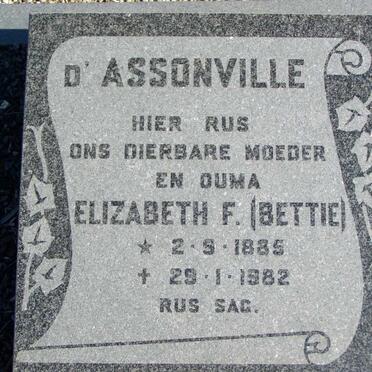 D' ASSONVILLE
HIER RUS
ONS DIERBARE MOEDER
EN OUMA
ELIZABETH F. (BETTIE)
* 2·9·1885
+ 29·1·1982
RUS SAG.